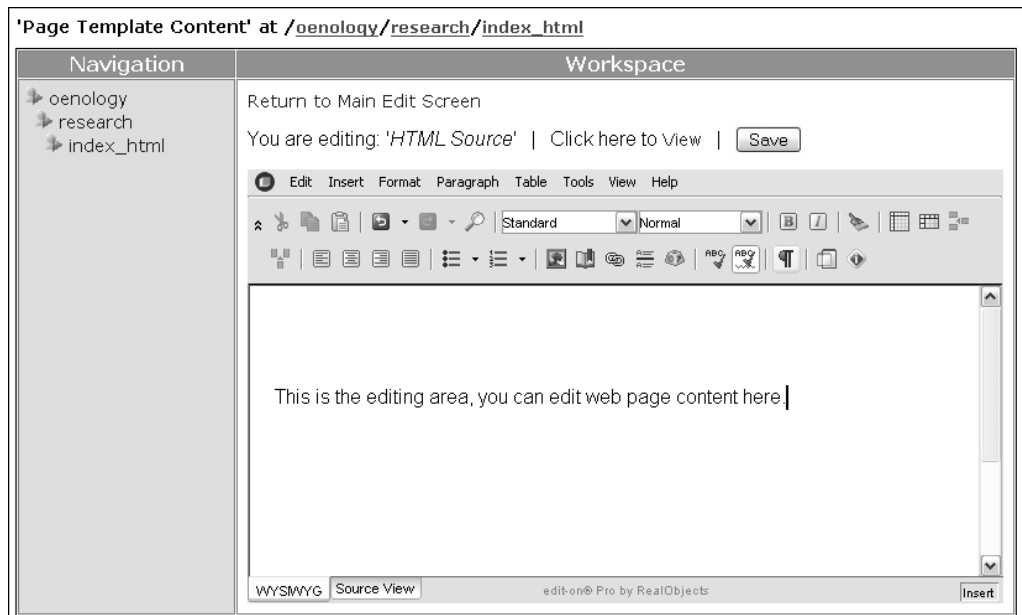 'Page Template Content' at /oenology/research/index_html
Navigation
Workspace
oenology
research
index_html
Return to Main Edit Screen
You are editing: 'HTML Source' | Click here to View | Save
Edit Insert Format Paragraph Table Tools View Help
Standard Normal B I
ABC ABC ¶
This is the editing area, you can edit web page content here.
WYSIWYG Source View edit-on® Pro by RealObjects Insert